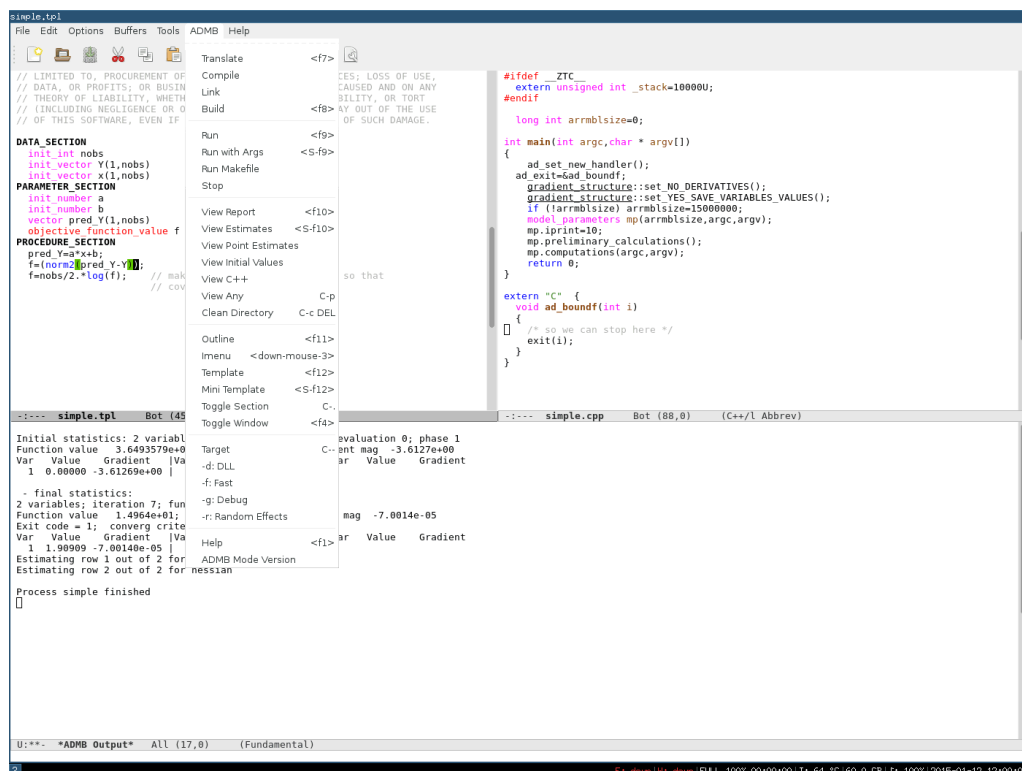 simple.tpl
File Edit Options Buffers Tools ADMB Help
// LIMITED TO, PROCUREMENT OF
// DATA, OR PROFITS; OR BUSIN
// THEORY OF LIABILITY, WHETH
// (INCLUDING NEGLIGENCE OR O
// OF THIS SOFTWARE, EVEN IF
CES; LOSS OF USE,
CAUSED AND ON ANY
BILITY, OR TORT
AY OUT OF THE USE
OF SUCH DAMAGE.
DATA_SECTION
init_int nobs
init_vector Y(1,nobs)
init_vector x(1,nobs)
PARAMETER_SECTION
init_number a
init_number b
vector pred_Y(1,nobs)
objective_function_value f
PROCEDURE_SECTION
pred_Y=a*x+b;
f=(norm2(pred_Y-Y));
f=nobs/2.*log(f); // mak
so that
// cov
Translate <f7>
Compile
Link
Build <f8>
Run <f9>
Run with Args <S-f9>
Run Makefile
Stop
View Report <f10>
View Estimates <S-f10>
View Point Estimates
View Initial Values
View C++
View Any C-p
Clean Directory C-c DEL
Outline <f11>
Imenu <down-mouse-3>
Template <f12>
Mini Template <S-f12>
Toggle Section C-.
Toggle Window <f4>
Target C--
-d: DLL
-f: Fast
-g: Debug
-r: Random Effects
Help <f1>
ADMB Mode Version
#ifdef __ZTC__
extern unsigned int _stack=10000U;
#endif
long int arrmblsize=0;
int main(int argc,char * argv[])
{
ad_set_new_handler();
ad_exit=&ad_boundf;
gradient_structure::set_NO_DERIVATIVES();
gradient_structure::set_YES_SAVE_VARIABLES_VALUES();
if (!arrmblsize) arrmblsize=15000000;
model_parameters mp(arrmblsize,argc,argv);
mp.iprint=10;
mp.preliminary_calculations();
mp.computations(argc,argv);
return 0;
}
extern "C" {
void ad_boundf(int i)
{
/* so we can stop here */
exit(i);
}
}
-:--- simple.tpl Bot (45
-:--- simple.cpp Bot (88,0) (C++/l Abbrev)
Initial statistics: 2 variabl
evaluation 0; phase 1
Function value 3.6493579e+0
ent mag -3.6127e+00
Var Value Gradient |Va
ar Value Gradient
1 0.00000 -3.61269e+00 |
- final statistics:
2 variables; iteration 7; fun
Function value 1.4964e+01;
mag -7.0014e-05
Exit code = 1; converg crite
Var Value Gradient |Va
ar Value Gradient
1 1.90909 -7.00140e-05 |
Estimating row 1 out of 2 for
Estimating row 2 out of 2 for hessian
Process simple finished
U:**- *ADMB Output* All (17,0) (Fundamental)